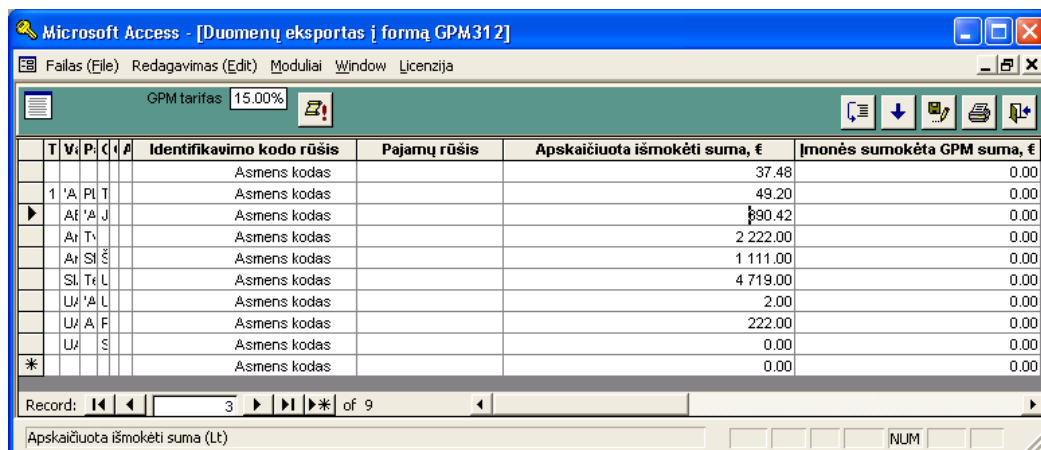 Microsoft Access - [Duomenų eksportas į formą GPM312]
Failas (File) Redagavimas (Edit) Moduliai Window Licenzija
GPM tarifas 15.00%
T P Identifikavimo kodo rūšis Pajamų rūšis Apskaičiuota išmokėti suma, € Įmonės sumokėta GPM suma, €
Asmens kodas 37.48 0.00
1 'A PL T Asmens kodas 49.20 0.00
'A J Asmens kodas 890.42 0.00
Asmens kodas 2 222.00 0.00
Š Asmens kodas 1 111.00 0.00
Asmens kodas 4 719.00 0.00
'A Asmens kodas 2.00 0.00
A Asmens kodas 222.00 0.00
S Asmens kodas 0.00 0.00
Asmens kodas 0.00 0.00
Record: 3 of 9
Apskaičiuota išmokėti suma (Lt) NUM